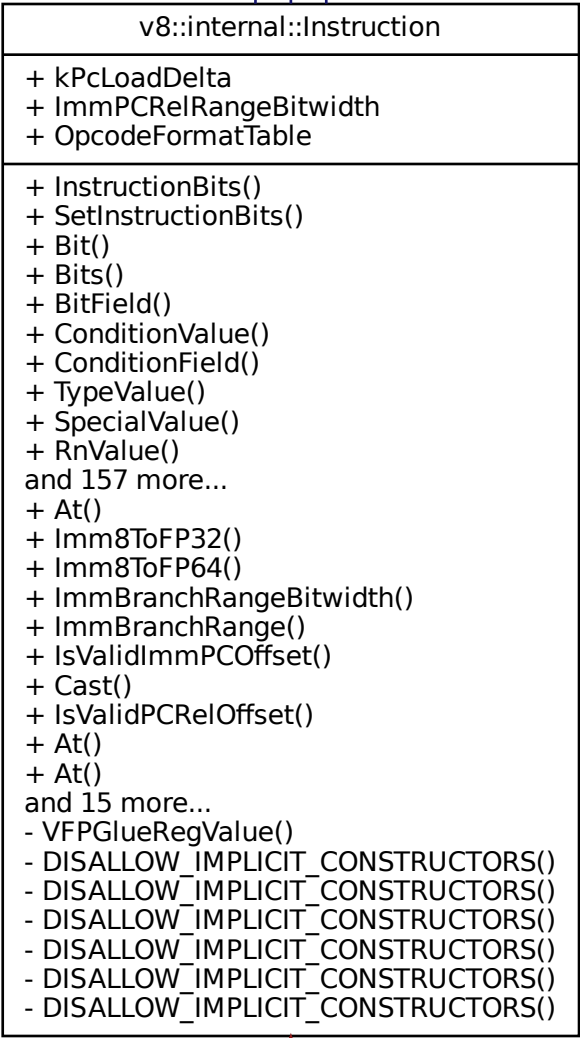 v8::internal::Instruction
+ kPcLoadDelta
+ ImmPCRelRangeBitwidth
+ OpcodeFormatTable
+ InstructionBits()
+ SetInstructionBits()
+ Bit()
+ Bits()
+ BitField()
+ ConditionValue()
+ ConditionField()
+ TypeValue()
+ SpecialValue()
+ RnValue()
and 157 more...
+ At()
+ Imm8ToFP32()
+ Imm8ToFP64()
+ ImmBranchRangeBitwidth()
+ ImmBranchRange()
+ IsValidImmPCOffset()
+ Cast()
+ IsValidPCRelOffset()
+ At()
+ At()
and 15 more...
- VFPGlueRegValue()
- DISALLOW_IMPLICIT_CONSTRUCTORS()
- DISALLOW_IMPLICIT_CONSTRUCTORS()
- DISALLOW_IMPLICIT_CONSTRUCTORS()
- DISALLOW_IMPLICIT_CONSTRUCTORS()
- DISALLOW_IMPLICIT_CONSTRUCTORS()
- DISALLOW_IMPLICIT_CONSTRUCTORS()